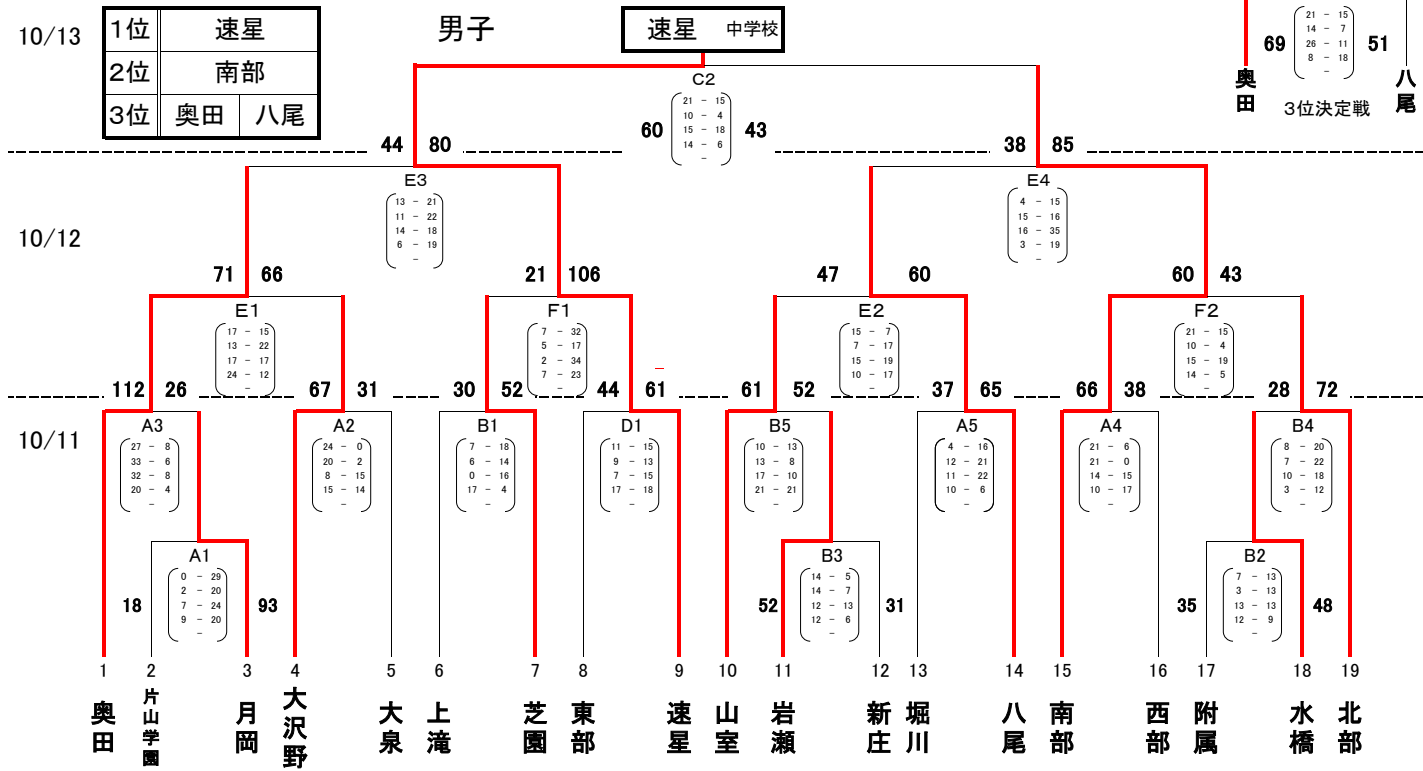 10/13
1位 速星
2位 南部
3位 奥田 八尾
男子
速星 中学校
C2
60 43
21 - 15
10 - 4
15 - 18
14 - 6
-
69 51
21 - 15
14 - 7
26 - 11
8 - 18
-
奥田 八尾
3位決定戦
44 80
38 85
10/12
E3
13 - 21
11 - 22
14 - 18
6 - 19
-
E4
4 - 15
15 - 16
16 - 35
3 - 19
-
71 66
21 106
47 60
60 43
E1
17 - 15
13 - 22
17 - 17
24 - 12
-
F1
7 - 32
5 - 17
2 - 34
7 - 23
-
E2
15 - 7
7 - 17
15 - 19
10 - 17
-
F2
21 - 15
10 - 4
15 - 19
14 - 5
-
112 26
67 31
30 52
44 61
61 52
37 65
66 38
28 72
10/11
A3
27 - 8
33 - 6
32 - 8
20 - 4
-
A2
24 - 0
20 - 2
8 - 15
15 - 14
-
B1
7 - 18
6 - 14
0 - 16
17 - 4
-
D1
11 - 15
9 - 13
7 - 15
17 - 18
-
B5
10 - 13
13 - 8
17 - 10
21 - 21
-
A5
4 - 16
12 - 21
11 - 22
10 - 6
-
A4
21 - 6
21 - 0
14 - 15
10 - 17
-
B4
8 - 20
7 - 22
10 - 18
3 - 12
-
A1
18 93
0 - 29
2 - 20
7 - 24
9 - 20
-
B3
52 31
14 - 5
14 - 7
12 - 13
12 - 6
-
B2
35 48
7 - 13
3 - 13
13 - 13
12 - 9
-
1 2 3 4 5 6 7 8 9 10 11 12 13 14 15 16 17 18 19
奥田
片山学園
月岡
大沢野
大泉
上滝
芝園
東部
速星
山室
岩瀬
新庄
堀川
八尾
南部
西部
附属
水橋
北部